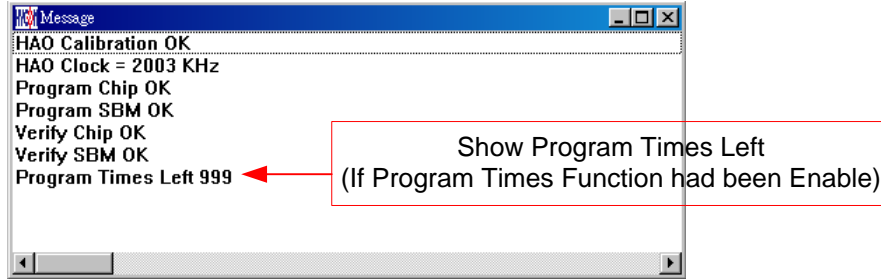 Message
HAO Calibration OK
HAO Clock = 2003 KHz
Program Chip OK
Program SBM OK
Verify Chip OK
Verify SBM OK
Program Times Left 999
Show Program Times Left
(If Program Times Function had been Enable)